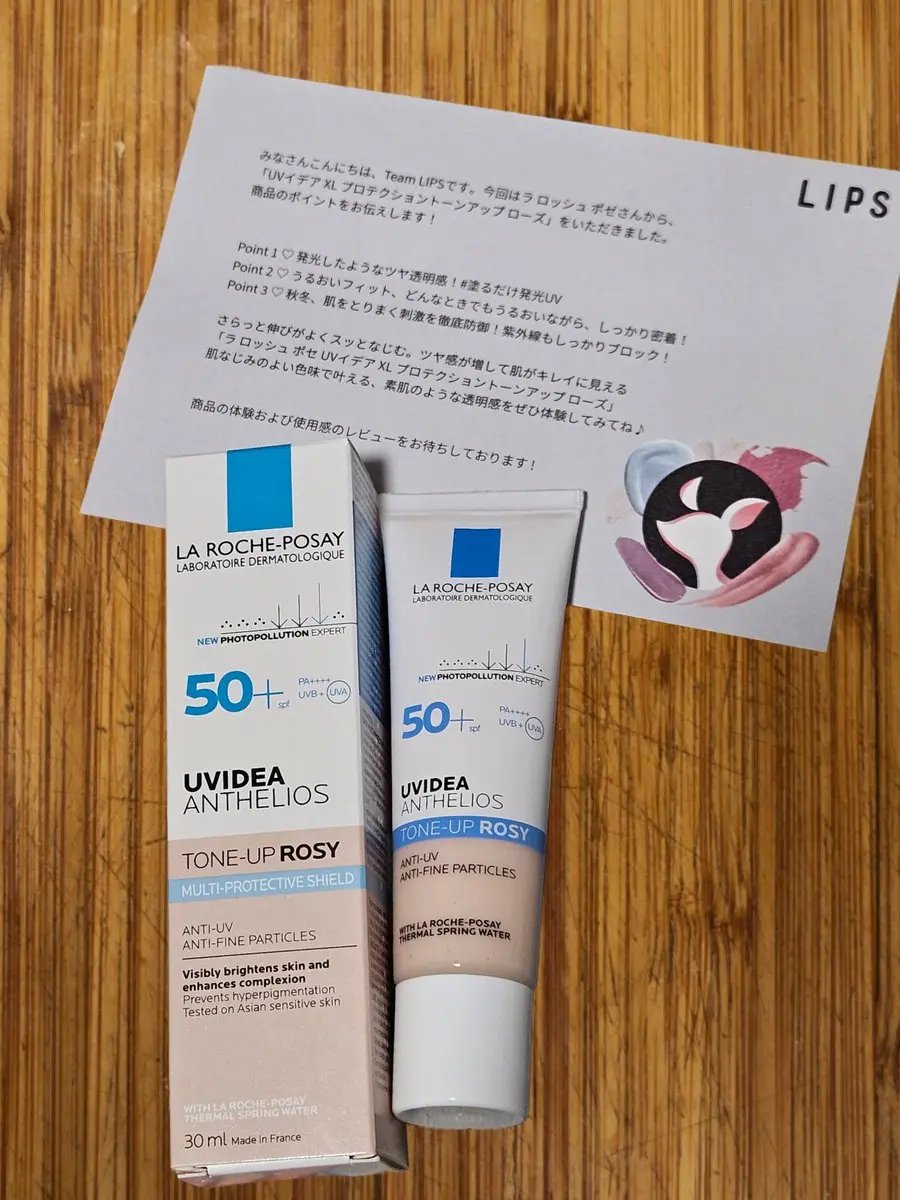 LIPS
みなさんこんにちは、Team LIPSです。今回はラ ロッシュ ポゼさんから、
「UVイデア XL プロテクショントーンアップ ローズ」をいただきました。
商品のポイントをお伝えします!
Point 1 ♡ 発光したようなツヤ透明感!#塗るだけ発光UV
Point 2 ♡ うるおいフィット、どんなときでもうるおいながら、しっかり密着!
Point 3 ♡ 秋冬、肌をとりまく刺激を徹底防御!紫外線もしっかりブロック!
さらっと伸びがよくスッとなじむ。ツヤ感が増して肌がキレイに見える
「ラ ロッシュ ポゼ UVイデア XL プロテクショントーンアップ ローズ」
肌なじみのよい色味で叶える、素肌のような透明感をぜひ体験してみてね♪
商品の体験および使用感のレビューをお待ちしております!
LA ROCHE-POSAY
LABORATOIRE DERMATOLOGIQUE
NEW PHOTOPOLLUTION EXPERT
50+ spf
PA++++
UVB + UVA
UVIDEA
ANTHELIOS
TONE-UP ROSY
MULTI-PROTECTIVE SHIELD
ANTI-UV
ANTI-FINE PARTICLES
Visibly brightens skin and
enhances complexion
Prevents hyperpigmentation
Tested on Asian sensitive skin
WITH LA ROCHE-POSAY
THERMAL SPRING WATER
30 ml Made in France
LA ROCHE-POSAY
LABORATOIRE DERMATOLOGIQUE
NEW PHOTOPOLLUTION EXPERT
50+ spf
PA++++
UVB + UVA
UVIDEA
ANTHELIOS
TONE-UP ROSY
ANTI-UV
ANTI-FINE PARTICLES
WITH LA ROCHE-POSAY
THERMAL SPRING WATER